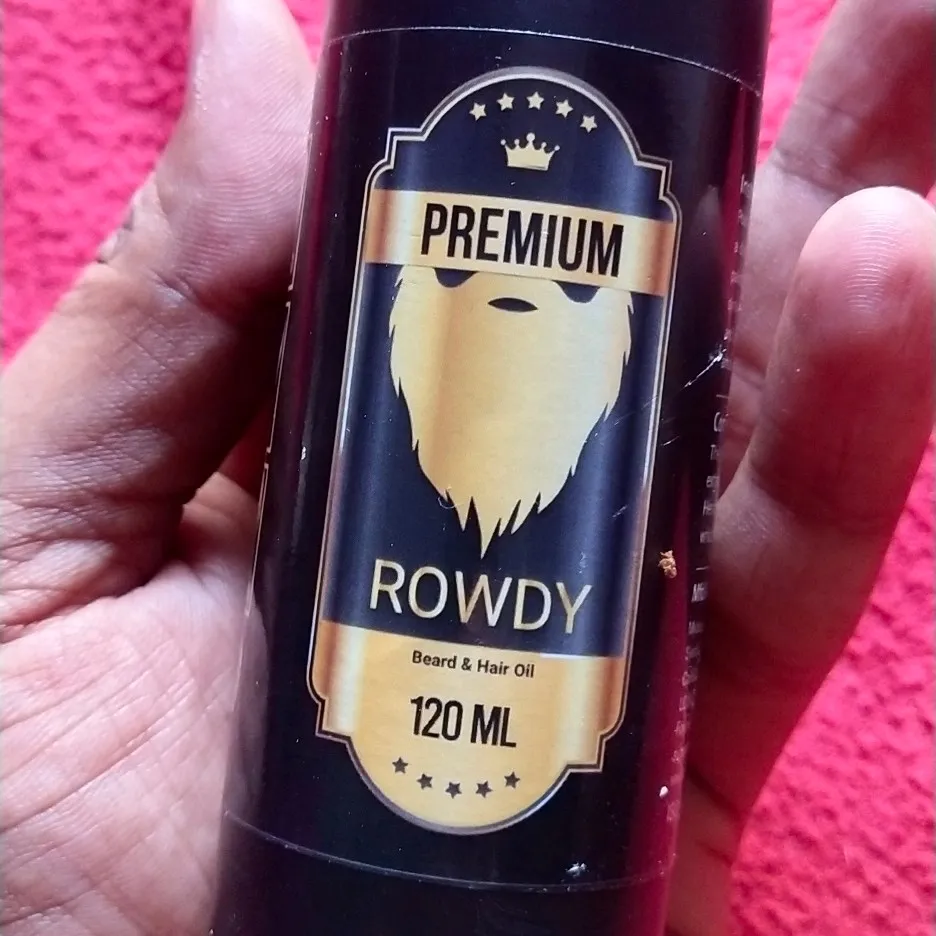 PREMIUM
ROWDY
Beard & Hair Oil
120 ML